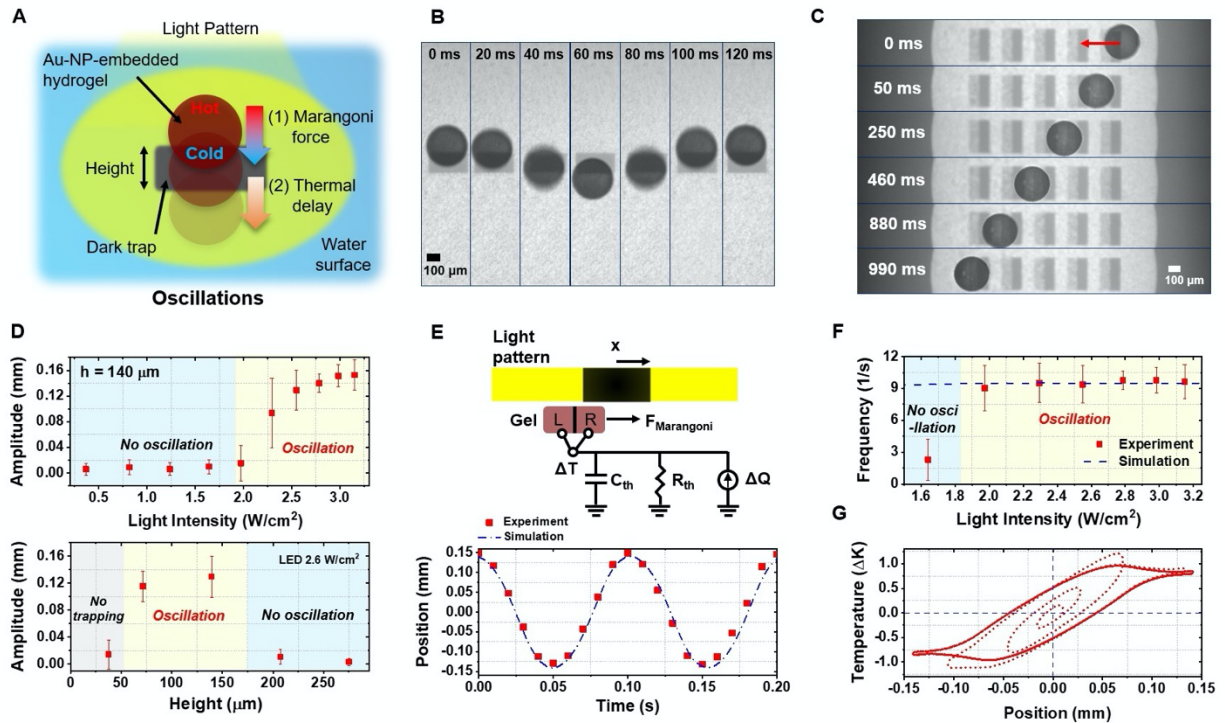 A
Light Pattern
Au-NP-embedded
hydrogel
Hot
Cold
(1) Marangoni
force
Height
(2) Thermal
delay
Dark trap
Water
surface
Oscillations
B
0 ms 20 ms 40 ms 60 ms 80 ms 100 ms 120 ms
100 µm
C
0 ms
50 ms
250 ms
460 ms
880 ms
990 ms
100 µm
D
Amplitude (mm)
0.16
0.12
0.08
0.04
0.00
h = 140 µm
No oscillation
Oscillation
0.5 1.0 1.5 2.0 2.5 3.0
Light Intensity (W/cm²)
Amplitude (mm)
0.16
0.12
0.08
0.04
0.00
LED 2.6 W/cm²
No
trapping
Oscillation
No oscillation
0 50 100 150 200 250
Height (µm)
E
Light
pattern
x
Gel
L R
F Marangoni
ΔT
C th
R th
ΔQ
Experiment
Simulation
Position (mm)
0.15
0.10
0.05
0.00
-0.05
-0.10
-0.15
0.00 0.05 0.10 0.15 0.20
Time (s)
F
Frequency (1/s)
12
9
6
3
0
No osci
-llation
Oscillation
Experiment
Simulation
1.6 1.8 2.0 2.2 2.4 2.6 2.8 3.0 3.2
Light Intensity (W/cm²)
G
Temperature (ΔK)
1.0
0.5
0.0
-0.5
-1.0
-0.15 -0.10 -0.05 0.00 0.05 0.10 0.15
Position (mm)